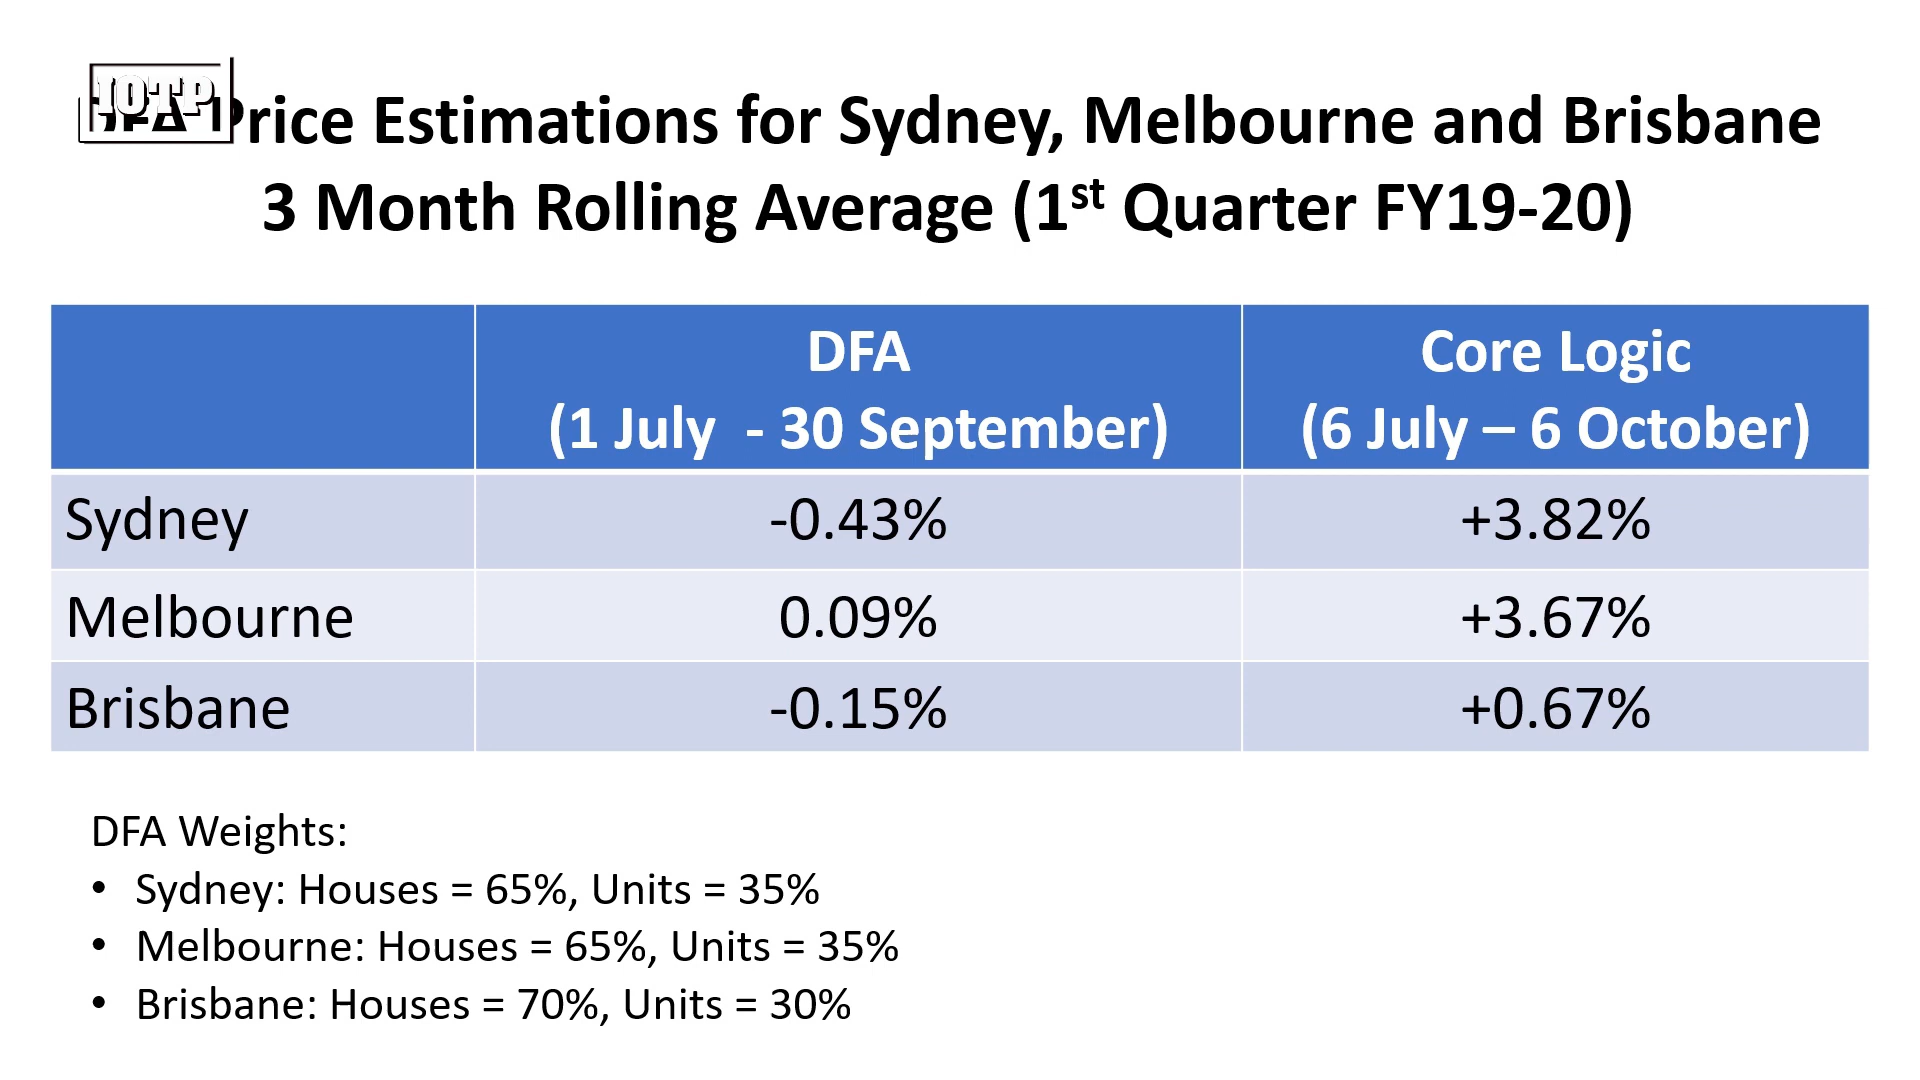 IOTP
Price Estimations for Sydney, Melbourne and Brisbane
3 Month Rolling Average (1st Quarter FY19-20)
DFA Core Logic
(1 July  - 30 September) (6 July – 6 October)
Sydney -0.43% +3.82%
Melbourne 0.09% +3.67%
Brisbane -0.15% +0.67%
DFA Weights:
• Sydney: Houses = 65%, Units = 35%
• Melbourne: Houses = 65%, Units = 35%
• Brisbane: Houses = 70%, Units = 30%